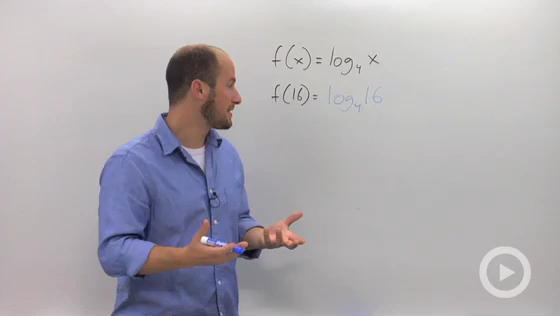 f(x) = log₄ x
f(16) = log₄ 16